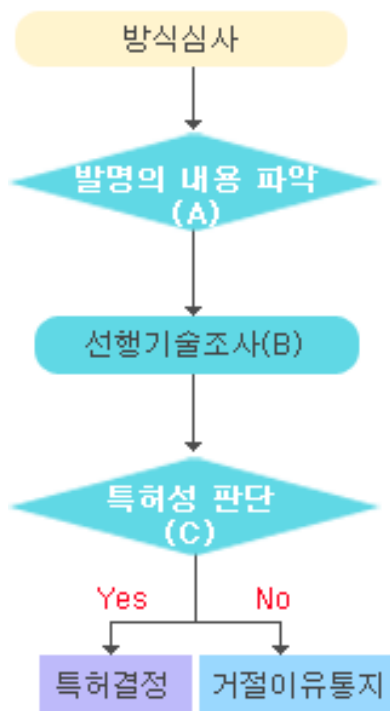 방식심사
발명의 내용 파악
(A)
선행기술조사(B)
특허성 판단
(C)
Yes
No
특허결정
거절이유통지